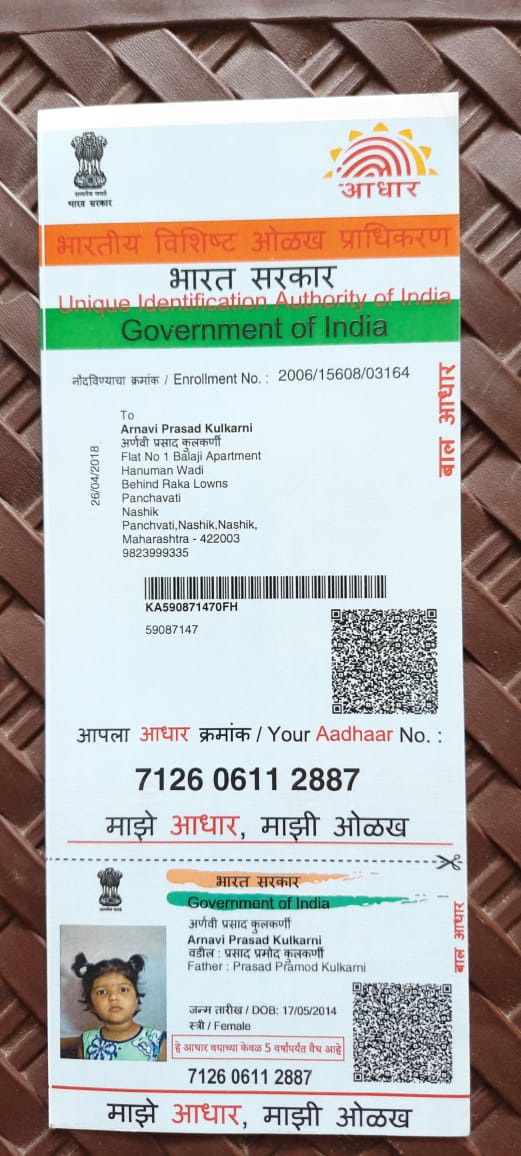 सत्यमेव जयते
भारत सरकार
आधार
भारतीय विशिष्ट ओळख प्राधिकरण
भारत सरकार
Unique Identification Authority of India
Government of India
नोंदविण्याचा क्रमांक / Enrollment No. : 2006/15608/03164
बाल आधार
26/04/2018
To
Arnavi Prasad Kulkarni
अर्णवी प्रसाद कुलकर्णी
Flat No 1 Balaji Apartment
Hanuman Wadi
Behind Raka Lowns
Panchavati
Nashik
Panchvati,Nashik,Nashik,
Maharashtra - 422003
9823999335
KA590871470FH
59087147
आपला आधार क्रमांक / Your Aadhaar No. :
7126 0611 2887
माझे आधार, माझी ओळख
भारत सरकार
Government of India
अर्णवी प्रसाद कुलकर्णी
Arnavi Prasad Kulkarni
वडील : प्रसाद प्रमोद कुलकर्णी
Father : Prasad Pramod Kulkarni
बाल आधार
जन्म तारीख / DOB: 17/05/2014
स्त्री / Female
हे आधार वयाच्या केवळ 5 वर्षांपर्यंत वैध आहे
7126 0611 2887
माझे आधार, माझी ओळख